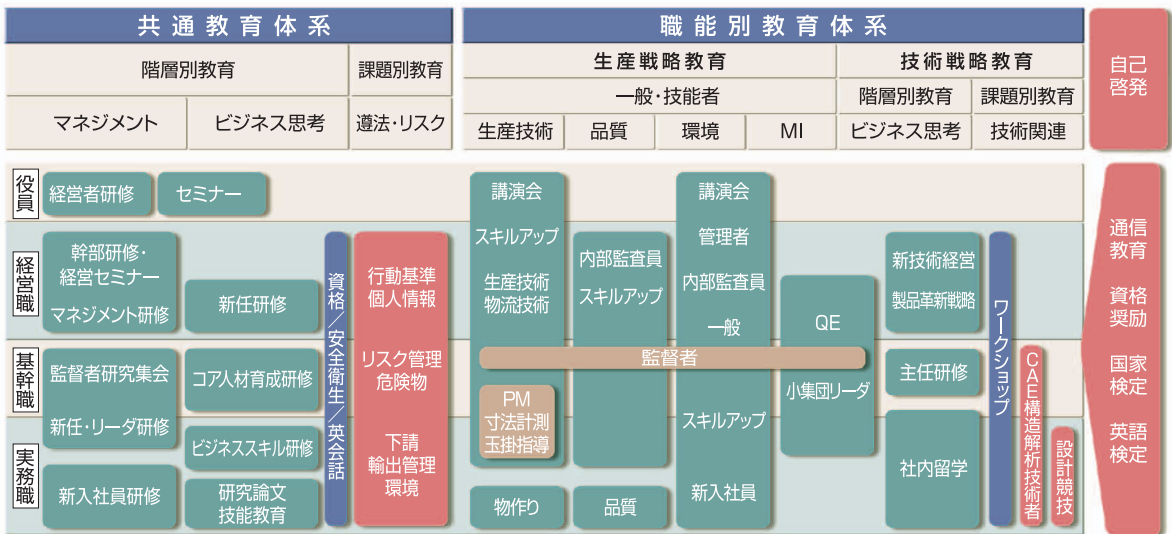 共通教育体系
職能別教育体系
自己
啓発
階層別教育
課題別教育
生産戦略教育
技術戦略教育
一般・技能者
階層別教育
課題別教育
マネジメント
ビジネス思考
遵法・リスク
生産技術
品質
環境
MI
ビジネス思考
技術関連
役員
経営者研修
セミナー
経営職
幹部研修・
経営セミナー
マネジメント研修
新任研修
基幹職
監督者研究集会
新任・リーダ研修
コア人材育成研修
実務職
新入社員研修
ビジネススキル研修
研究論文
技能教育
資格／安全衛生／英会話
行動基準
個人情報
リスク管理
危険物
下請
輸出管理
環境
講演会
スキルアップ
生産技術
物流技術
監督者
PM
寸法計測
玉掛指導
物作り
内部監査員
スキルアップ
品質
講演会
管理者
内部監査員
一般
スキルアップ
新入社員
QE
小集団リーダ
新技術経営
製品革新戦略
主任研修
社内留学
ワークショップ
CAE構造解析技術者
設計競技
通信
教育
資格
奨励
国家
検定
英語
検定